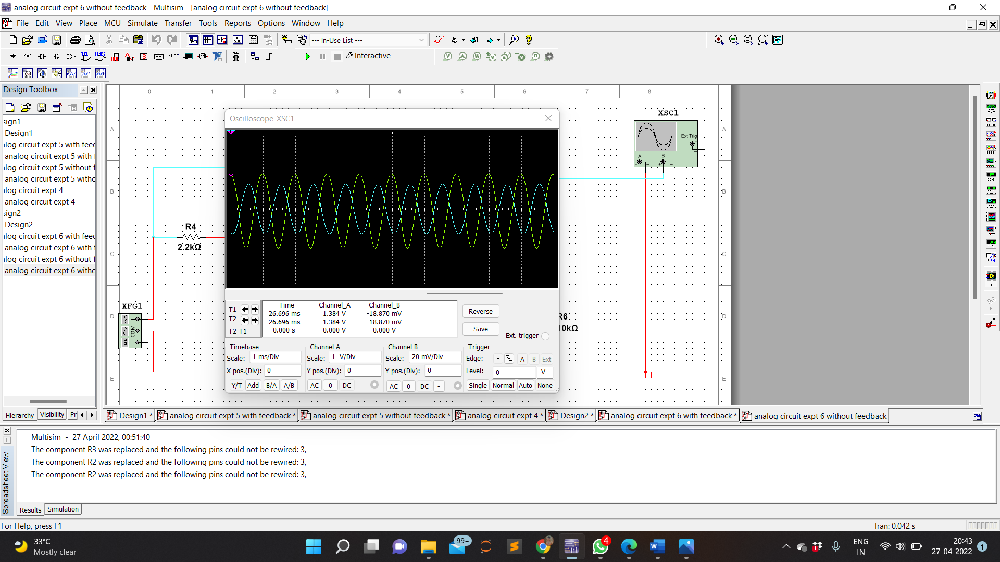 analog circuit expt 6 without feedback - Multisim - [analog circuit expt 6 without feedback]
File Edit View Place MCU Simulate Transfer Tools Reports Options Window Help
--- In-Use List ---
MISC
Interactive
Design Toolbox
sign1
Design1
alog circuit expt 5 with feed
analog circuit expt 5 with
alog circuit expt 5 without f
analog circuit expt 5 witho
alog circuit expt 4
analog circuit expt 4
sign2
Design2
alog circuit expt 6 with feed
analog circuit expt 6 with
alog circuit expt 6 without f
analog circuit expt 6 witho
Hierarchy Visibility Pr
0 1 2 3 4 5 6 7 8
A
B
C
D
E
A
B
C
D
E
R4
2.2kΩ
XFG1
COM
XSC1
Ext Trig
A B
R6
10kΩ
Oscilloscope-XSC1
Time Channel_A Channel_B
T1 26.696 ms 1.384 V -18.870 mV
T2 26.696 ms 1.384 V -18.870 mV
T2-T1 0.000 s 0.000 V 0.000 V
Reverse
Save
Ext. trigger
Timebase
Scale: 1 ms/Div
X pos.(Div): 0
Y/T Add B/A A/B
Channel A
Scale: 1 V/Div
Y pos.(Div): 0
AC 0 DC
Channel B
Scale: 20 mV/Div
Y pos.(Div): 0
AC 0 DC -
Trigger
Edge: A B Ext
Level: 0 V
Single Normal Auto None
Design1 * analog circuit expt 5 with feedback * analog circuit expt 5 without feedback * analog circuit expt 4 * Design2 * analog circuit expt 6 with feedback * analog circuit expt 6 without feedback
Spreadsheet View
Multisim - 27 April 2022, 00:51:40
The component R3 was replaced and the following pins could not be rewired: 3,
The component R2 was replaced and the following pins could not be rewired: 3,
The component R2 was replaced and the following pins could not be rewired: 3,
Results Simulation
For Help, press F1
Tran: 0.042 s
33°C
Mostly clear
99+
4
1
ENG
IN
20:43
27-04-2022
1